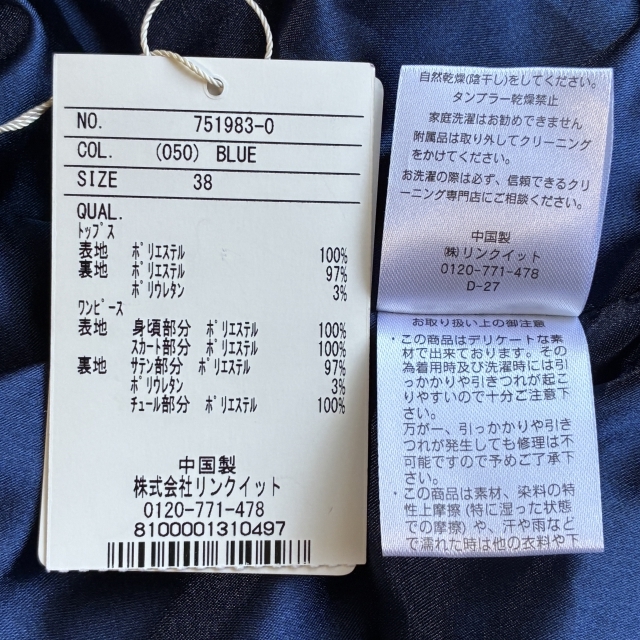 NO. 751983-0
COL. (050) BLUE
SIZE 38
QUAL.
ﾄｯﾌﾟｽ
表地 ﾎﾟﾘｴｽﾃﾙ 100%
裏地 ﾎﾟﾘｴｽﾃﾙ 97%
ﾎﾟﾘｳﾚﾀﾝ 3%
ﾜﾝﾋﾟｰｽ
表地 身頃部分 ﾎﾟﾘｴｽﾃﾙ 100%
ｽｶｰﾄ部分 ﾎﾟﾘｴｽﾃﾙ 100%
裏地 ｻﾃﾝ部分 ﾎﾟﾘｴｽﾃﾙ 97%
ﾎﾟﾘｳﾚﾀﾝ 3%
ﾁｭｰﾙ部分 ﾎﾟﾘｴｽﾃﾙ 100%
中国製
株式会社リンクイット
0120-771-478
8100001310497
自然乾燥(陰干し)をしてください。
タンブラー乾燥禁止
家庭洗濯はお勧めできません
附属品は取り外してクリーニング
をかけてください。
お洗濯の際は必ず、信頼できるクリ
ーニング専門店にご相談ください。
中国製
㈱リンクイット
0120-771-478
D-27
お取り扱い上の御注意
・この商品はデリケートな素
材で出来ております。その
為着用時及び洗濯時には引
っかかりや引きつれが起こ
りやすいので十分ご注意下
さい。
万が一、引っかかりや引き
つれが発生しても修理は不
可能ですので予めご了承下
さい。
・この商品は素材、染料の特
性上摩擦(特に湿った状態
での摩擦)や、汗や雨など
で濡れた時は他の衣料や下